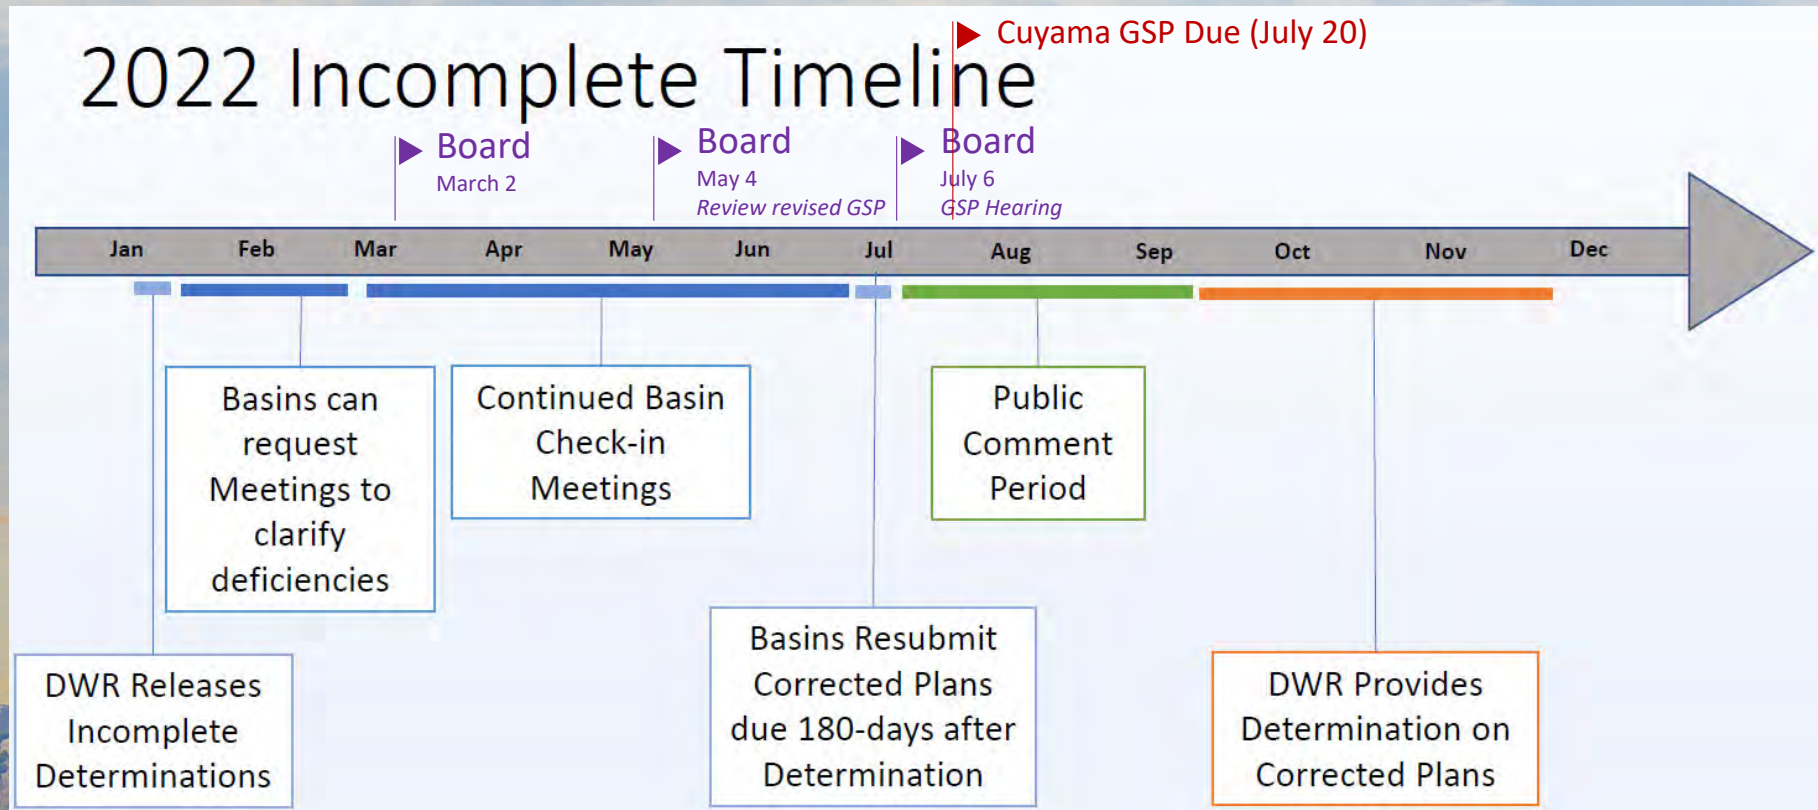 Cuyama GSP Due (July 20)
2022 Incomplete Timeline
Board
March 2
Board
May 4
Review revised GSP
Board
July 6
GSP Hearing
Jan Feb Mar Apr May Jun Jul Aug Sep Oct Nov Dec
Basins can
request
Meetings to
clarify
deficiencies
Continued Basin
Check-in
Meetings
Public
Comment
Period
DWR Releases
Incomplete
Determinations
Basins Resubmit
Corrected Plans
due 180-days after
Determination
DWR Provides
Determination on
Corrected Plans